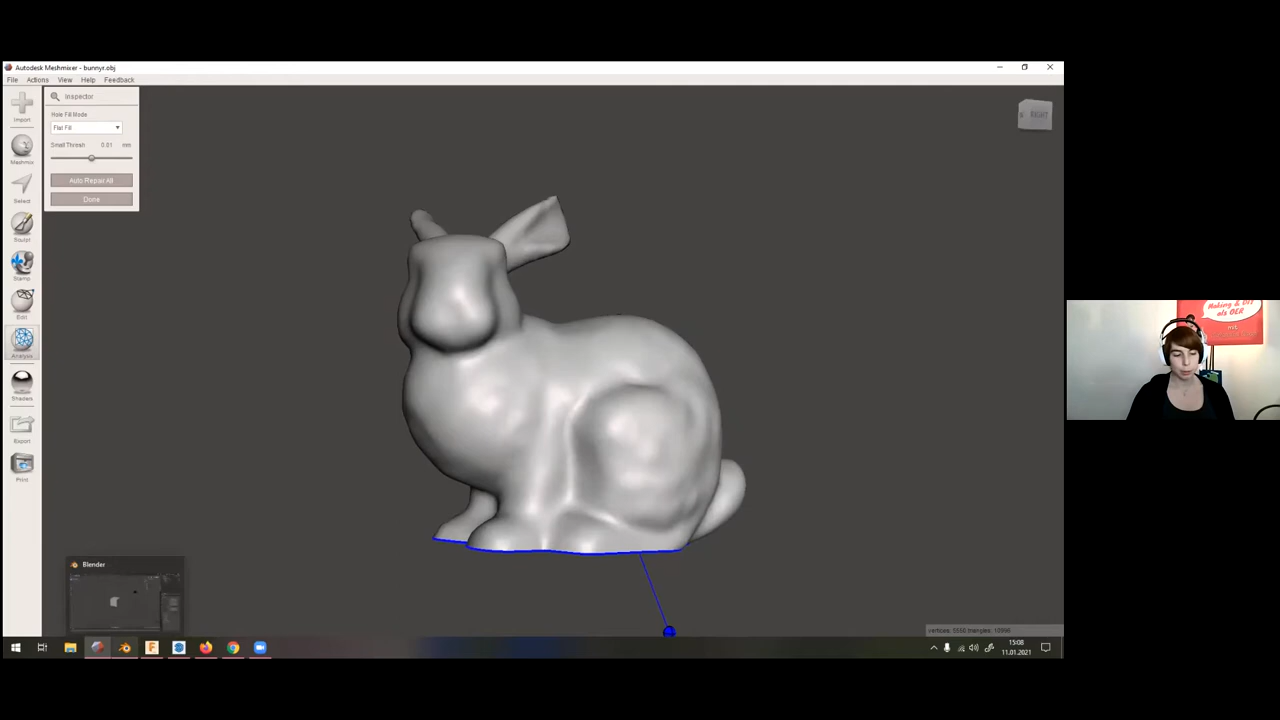 Autodesk Meshmixer - bunnyr.obj
File Actions View Help Feedback
Import
Meshmix
Select
Sculpt
Stamp
Edit
Analysis
Shaders
Export
Print
Inspector
Hole Fill Mode
Flat Fill
Small Thresh 0.01 mm
Auto Repair All
Done
RIGHT
Making & DIY
als OER
mit
Blender
15:08
11.01.2021